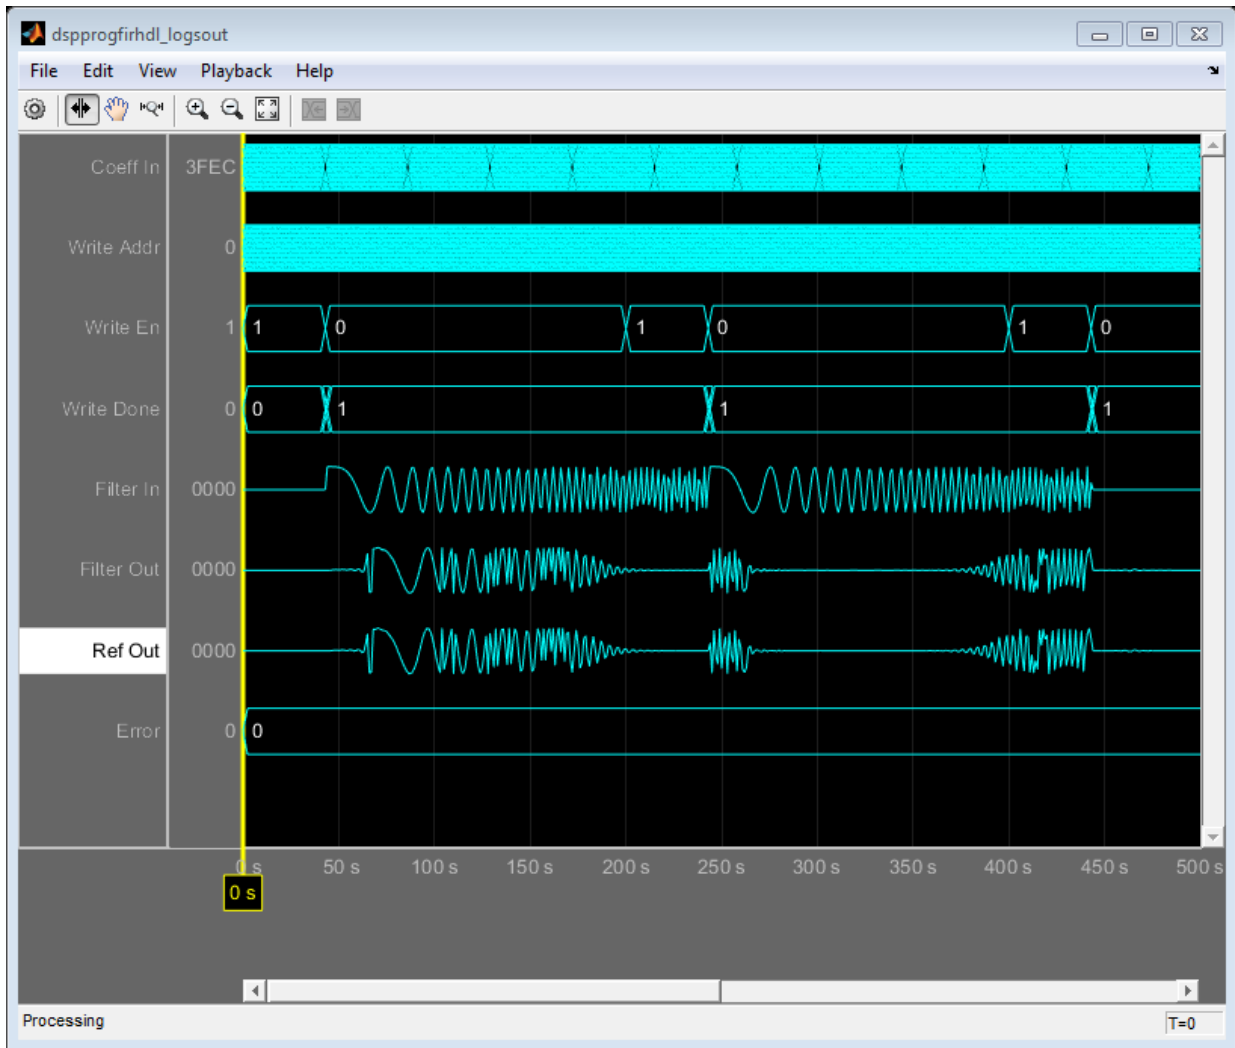 dspprogfirhdl_logsout
File Edit View Playback Help
Coeff In 3FEC
Write Addr 0
Write En 1 1 0 1 0 1 0
Write Done 0 0 1 1 1
Filter In 0000
Filter Out 0000
Ref Out 0000
Error 0 0
0 s 50 s 100 s 150 s 200 s 250 s 300 s 350 s 400 s 450 s 500 s
0 s
Processing T=0